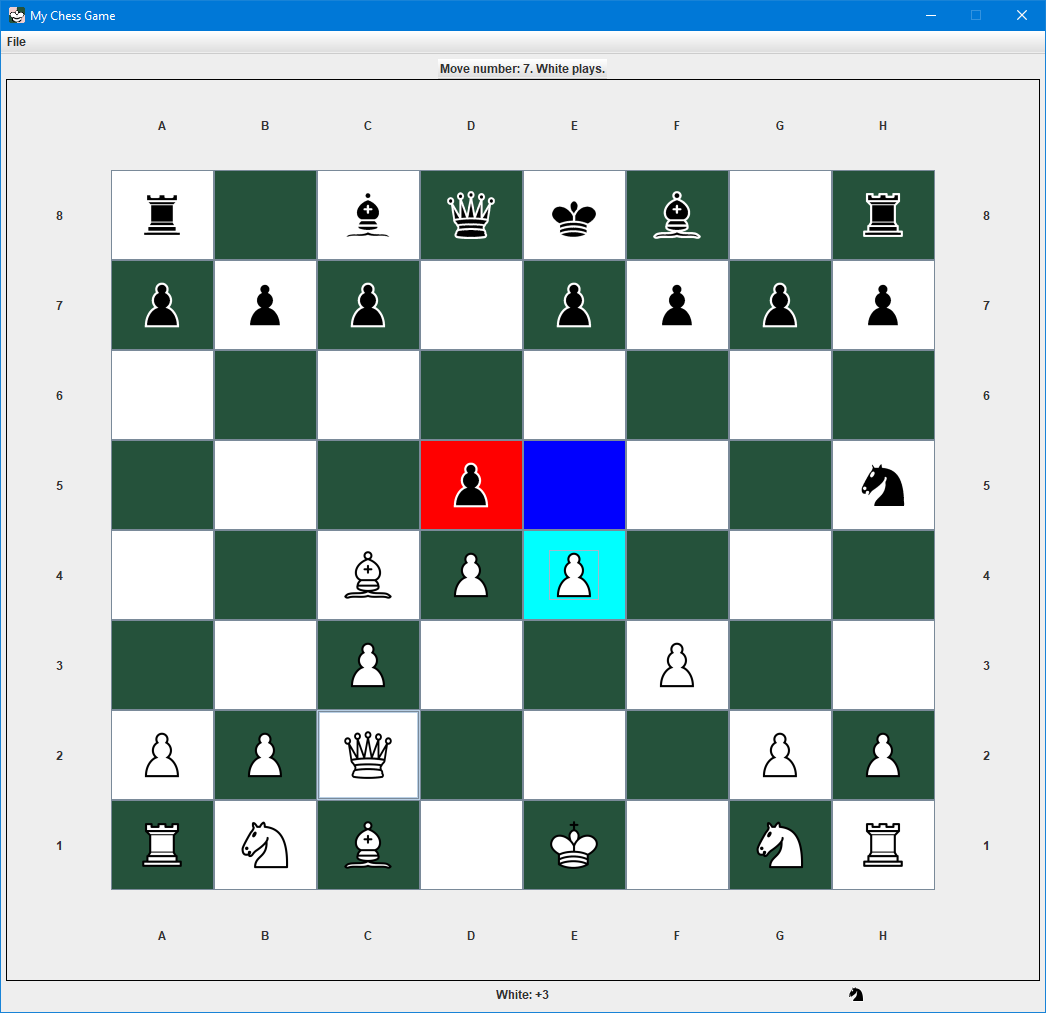 My Chess Game
File
Move number: 7. White plays.
A B C D E F G H
8 8
7 7
6 6
5 5
4 4
3 3
2 2
1 1
A B C D E F G H
White: +3